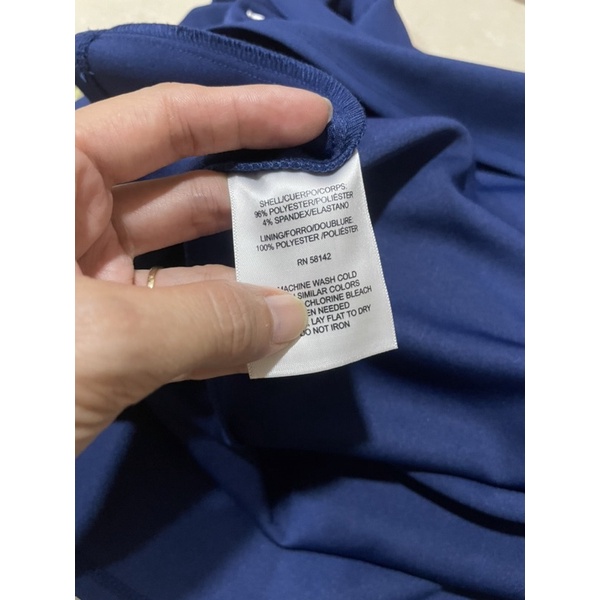 SHELL/CUERPO/CORPS:
96% POLYESTER/POLIÉSTER
4% SPANDEX/ELASTANO
LINING/FORRO/DOUBLURE
100% POLYESTER /POLIÉSTER
RN 58142
MACHINE WASH COLD
SIMILAR COLORS
CHLORINE BLEACH
NEEDED
LAY FLAT TO DRY
DO NOT IRON